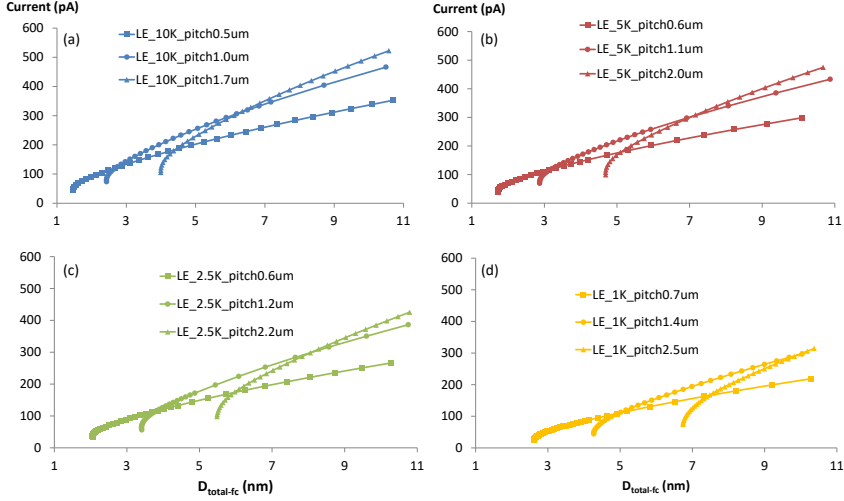 Current (pA)
600
500
400
300
200
100
0
(a)
LE_10K_pitch0.5um
LE_10K_pitch1.0um
LE_10K_pitch1.7um
1 3 5 7 9 11
Current (pA)
600
500
400
300
200
100
0
(b)
LE_5K_pitch0.6um
LE_5K_pitch1.1um
LE_5K_pitch2.0um
1 3 5 7 9 11
600
500
400
300
200
100
0
(c)
LE_2.5K_pitch0.6um
LE_2.5K_pitch1.2um
LE_2.5K_pitch2.2um
1 3 5 7 9 11
D_total-fc (nm)
600
500
400
300
200
100
0
(d)
LE_1K_pitch0.7um
LE_1K_pitch1.4um
LE_1K_pitch2.5um
1 3 5 7 9 11
D_total-fc (nm)